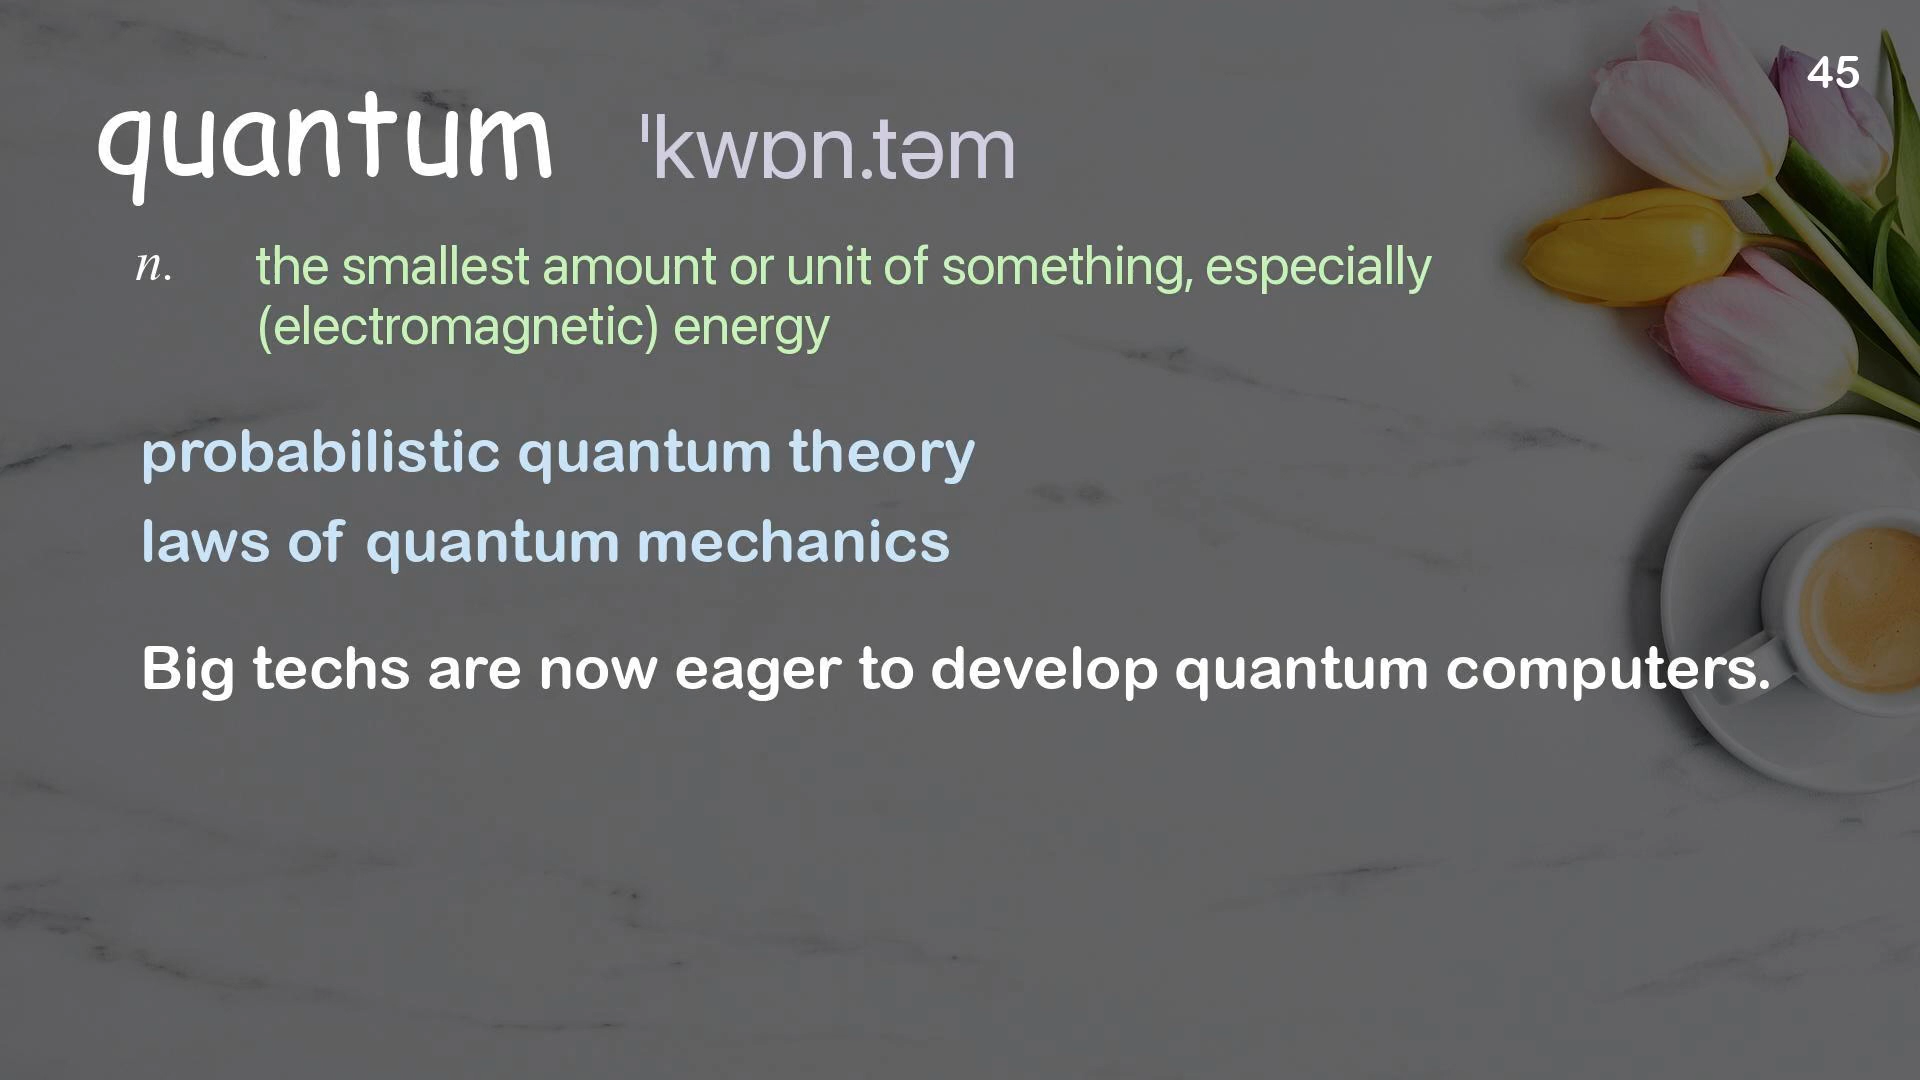 45
quantum ˈkwɒn.təm
n. the smallest amount or unit of something, especially
(electromagnetic) energy
probabilistic quantum theory
laws of quantum mechanics
Big techs are now eager to develop quantum computers.